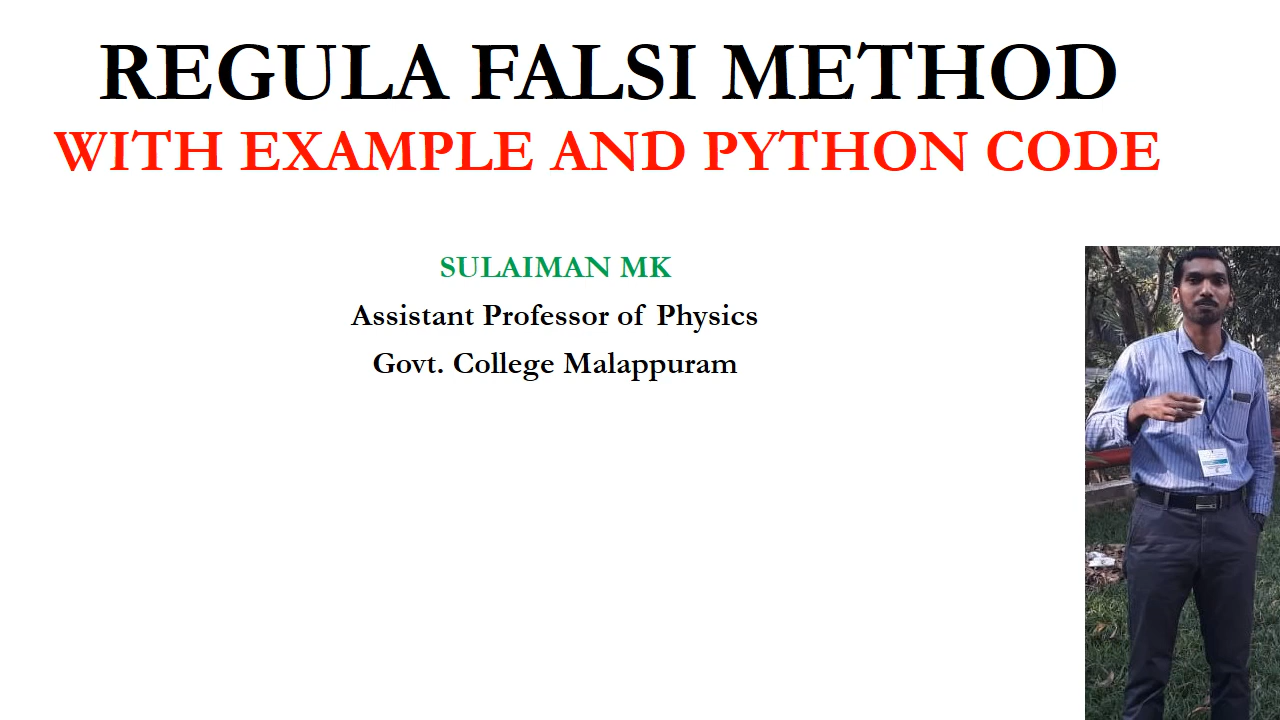 REGULA FALSI METHOD
WITH EXAMPLE AND PYTHON CODE
SULAIMAN MK
Assistant Professor of Physics
Govt. College Malappuram